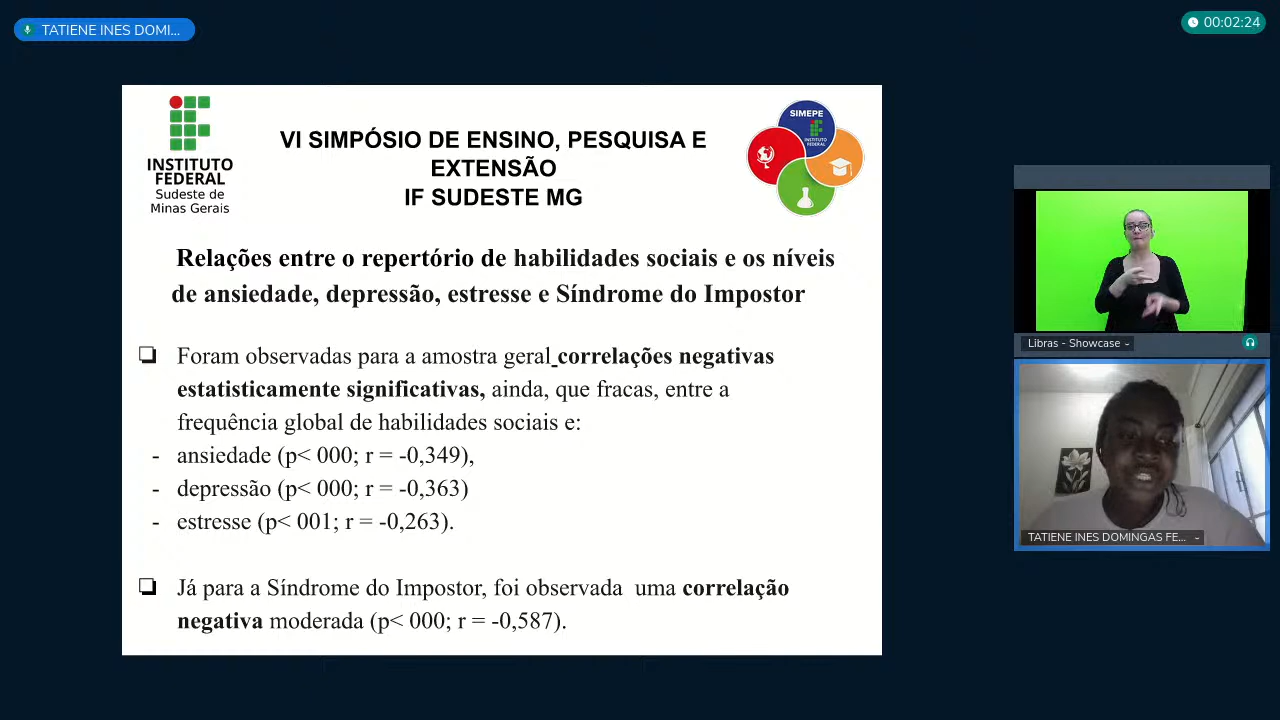 TATIENE INES DOMI...
00:02:24
INSTITUTO
FEDERAL
Sudeste de
Minas Gerais
VI SIMPÓSIO DE ENSINO, PESQUISA E
EXTENSÃO
IF SUDESTE MG
SIMEPE
INSTITUTO
FEDERAL
Relações entre o repertório de habilidades sociais e os níveis
de ansiedade, depressão, estresse e Síndrome do Impostor
❏ Foram observadas para a amostra geral correlações negativas
estatisticamente significativas, ainda, que fracas, entre a
frequência global de habilidades sociais e:
- ansiedade (p< 000; r = -0,349),
- depressão (p< 000; r = -0,363)
- estresse (p< 001; r = -0,263).
❏ Já para a Síndrome do Impostor, foi observada uma correlação
negativa moderada (p< 000; r = -0,587).
Libras - Showcase
TATIENE INES DOMINGAS FE...